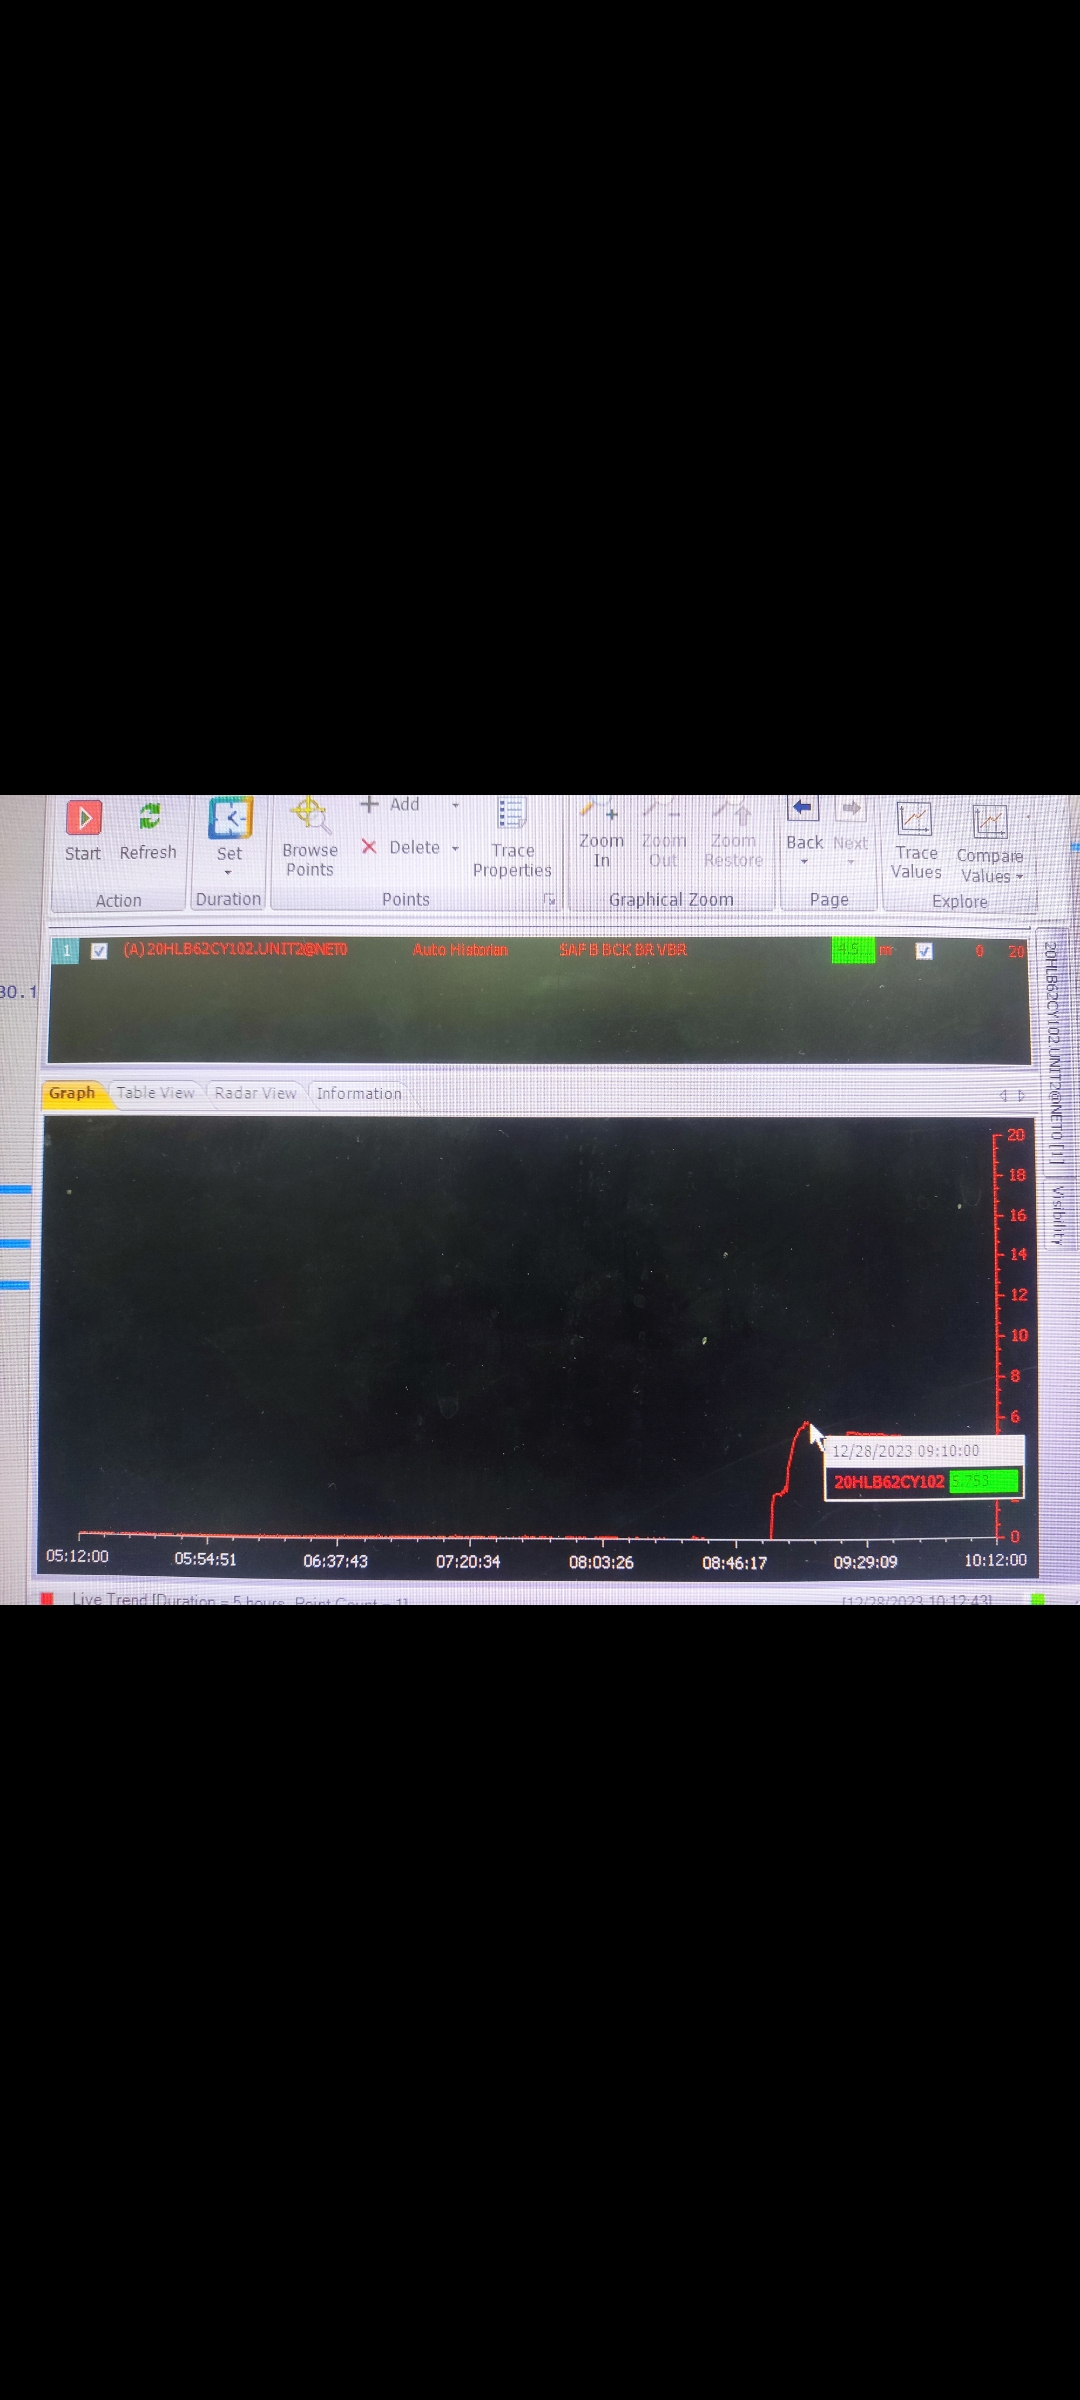 Start
Refresh
Set
Browse Points
Add
Delete
Trace Properties
Zoom In
Zoom Out
Zoom Restore
Back
Next
Trace Values
Compare Values
Action
Duration
Points
Graphical Zoom
Page
Explore
30.1
1 (A) 20HLB62CY102.UNIT2@NET0 Auto Historian SAF B BCK BR VBR 0 20
20HLB62CY102.UNIT2@NET0 [1]
Visibility
Graph
Table View
Radar View
Information
20
18
16
14
12
10
8
6
12/28/2023 09:10:00
20HLB62CY102 5.753
0
05:12:00 05:54:51 06:37:43 07:20:34 08:03:26 08:46:17 09:29:09 10:12:00
Live Trend [Duration = 5 hours, Point Count = 1] [12/28/2023 10:12:43]